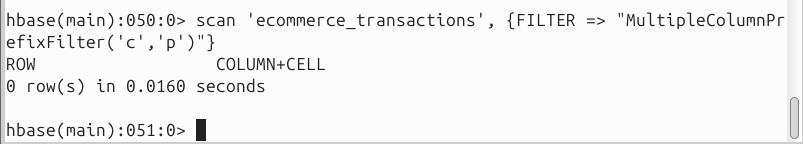 hbase(main):050:0> scan 'ecommerce_transactions', {FILTER => "MultipleColumnPr
efixFilter('c','p')"}
ROW                   COLUMN+CELL
0 row(s) in 0.0160 seconds
hbase(main):051:0>